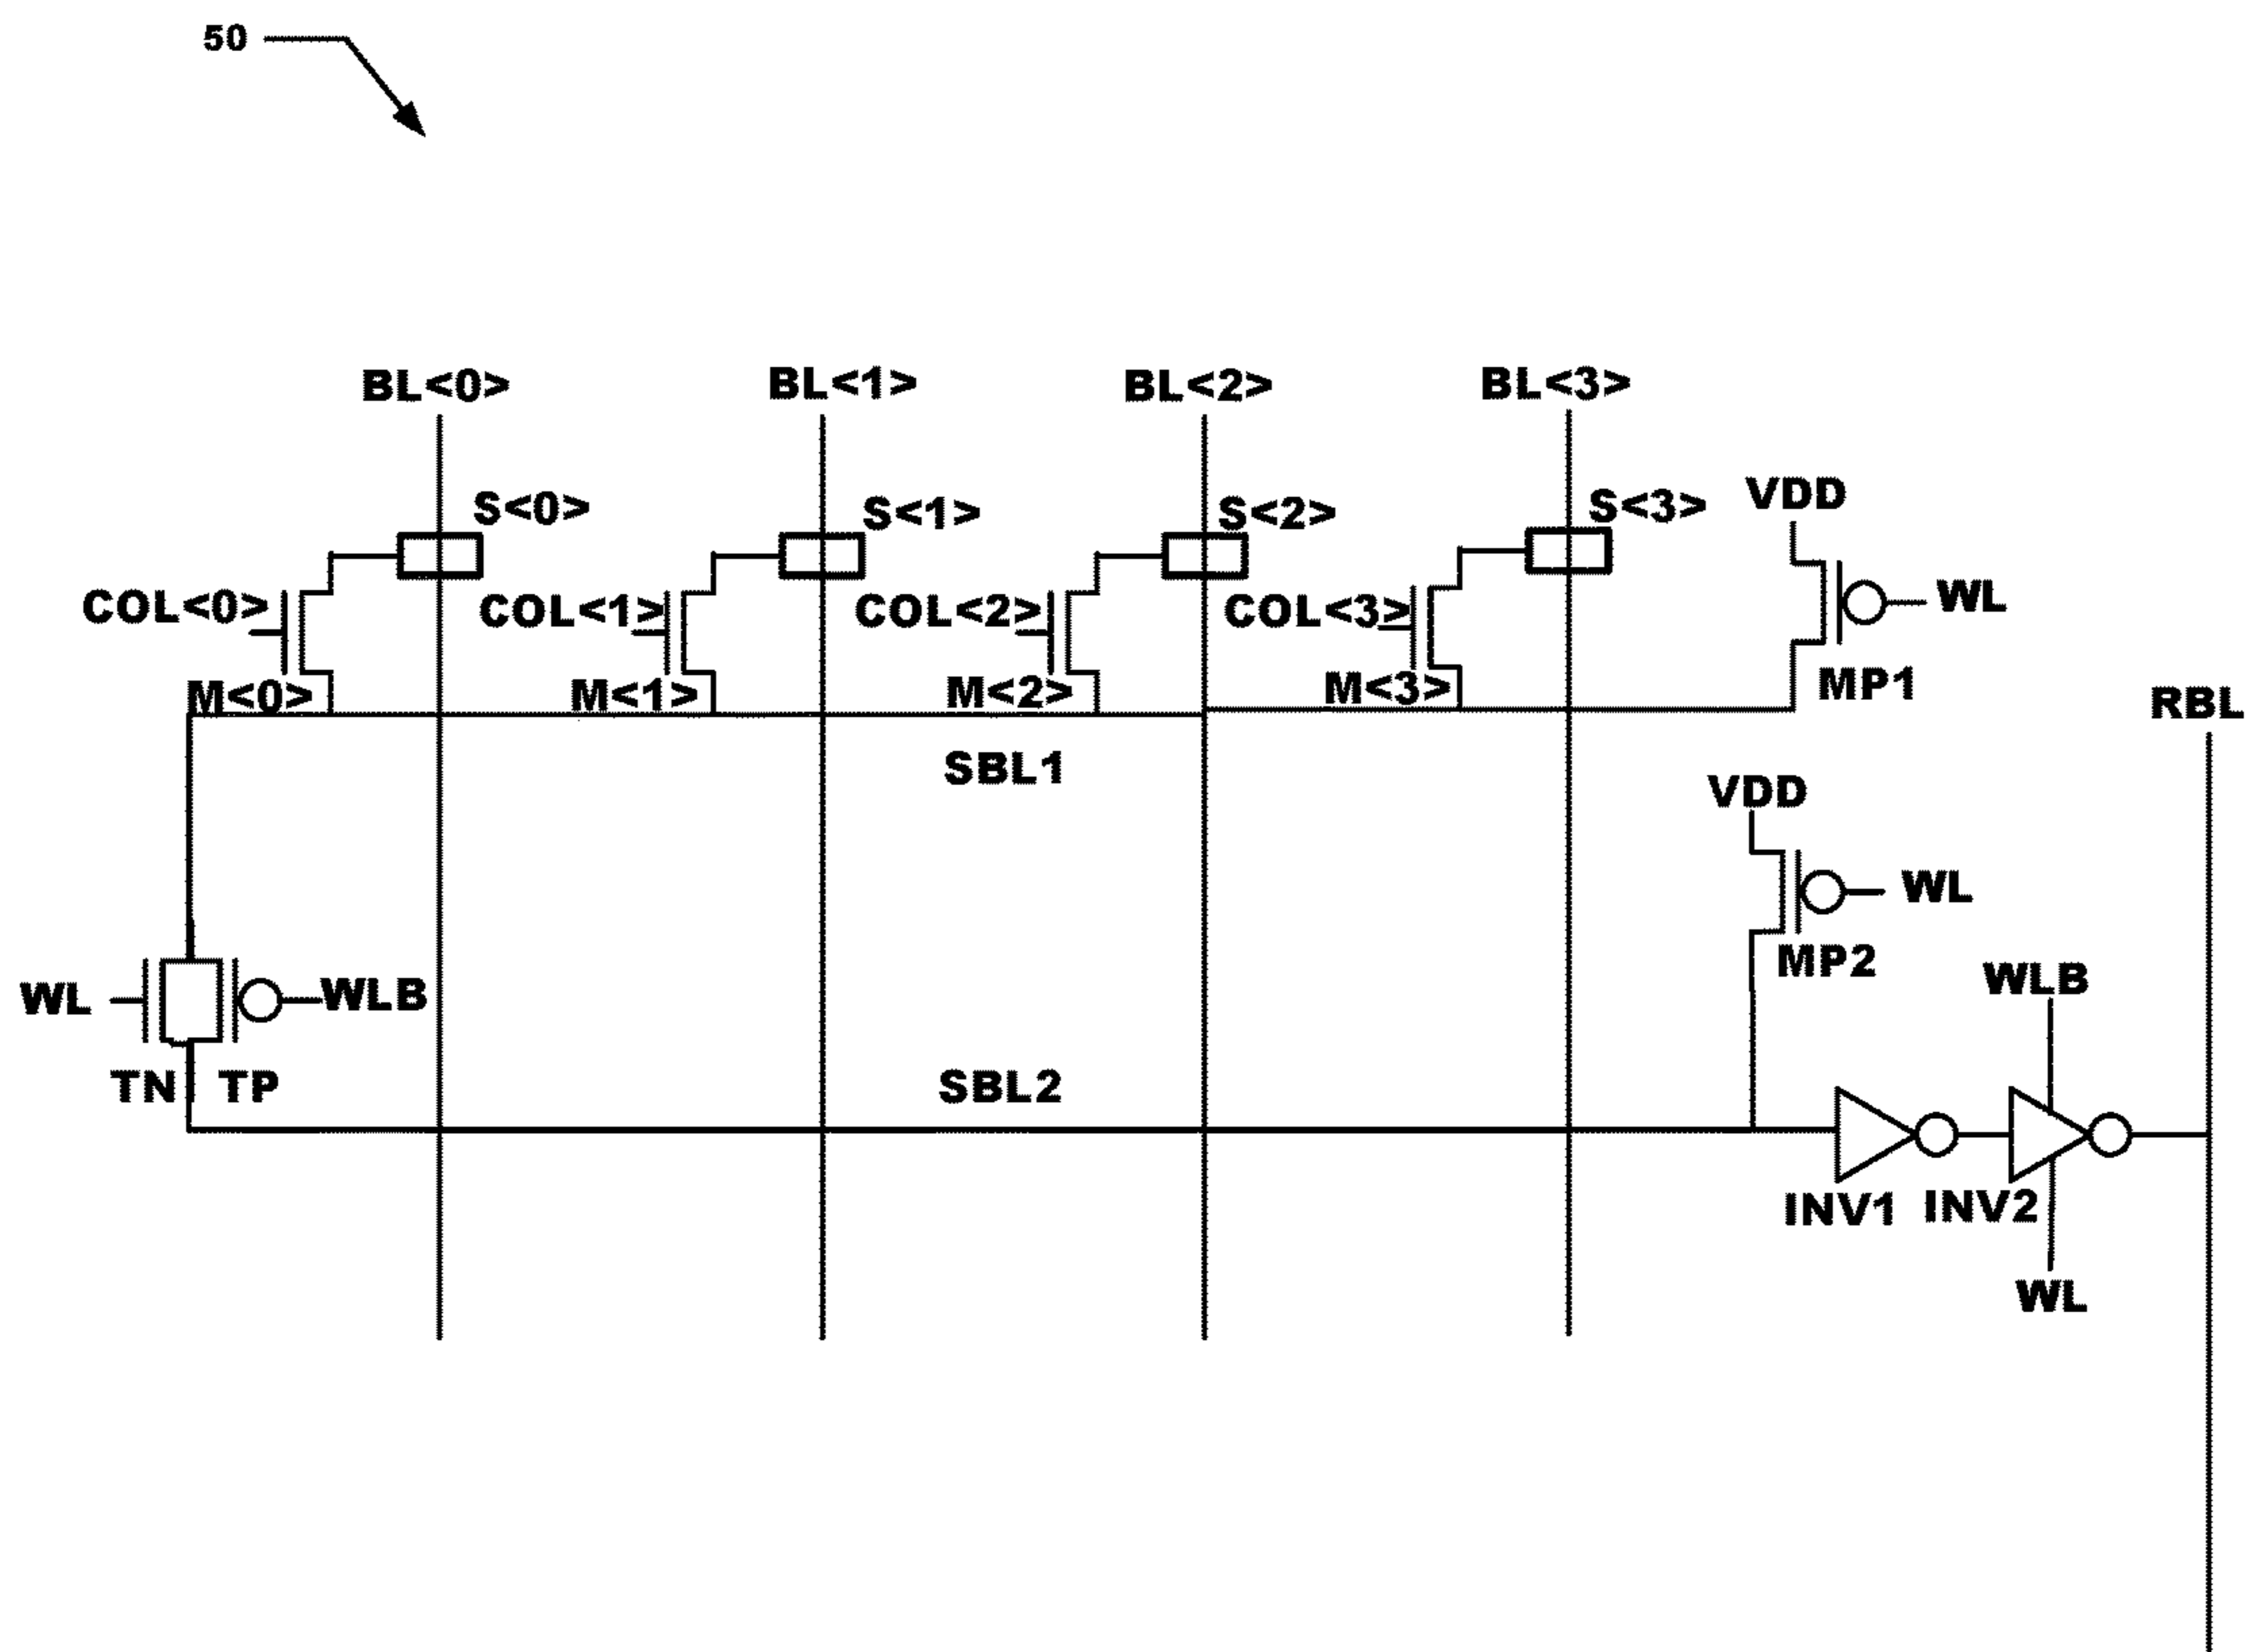 50
BL<0> BL<1> BL<2> BL<3>
S<0> S<1> S<2> S<3> VDD
COL<0> COL<1> COL<2> COL<3> WL
M<0> M<1> M<2> M<3> MP1 RBL
SBL1
VDD
WL
MP2
WL WLB WLB
TN TP SBL2
INV1 INV2
WL